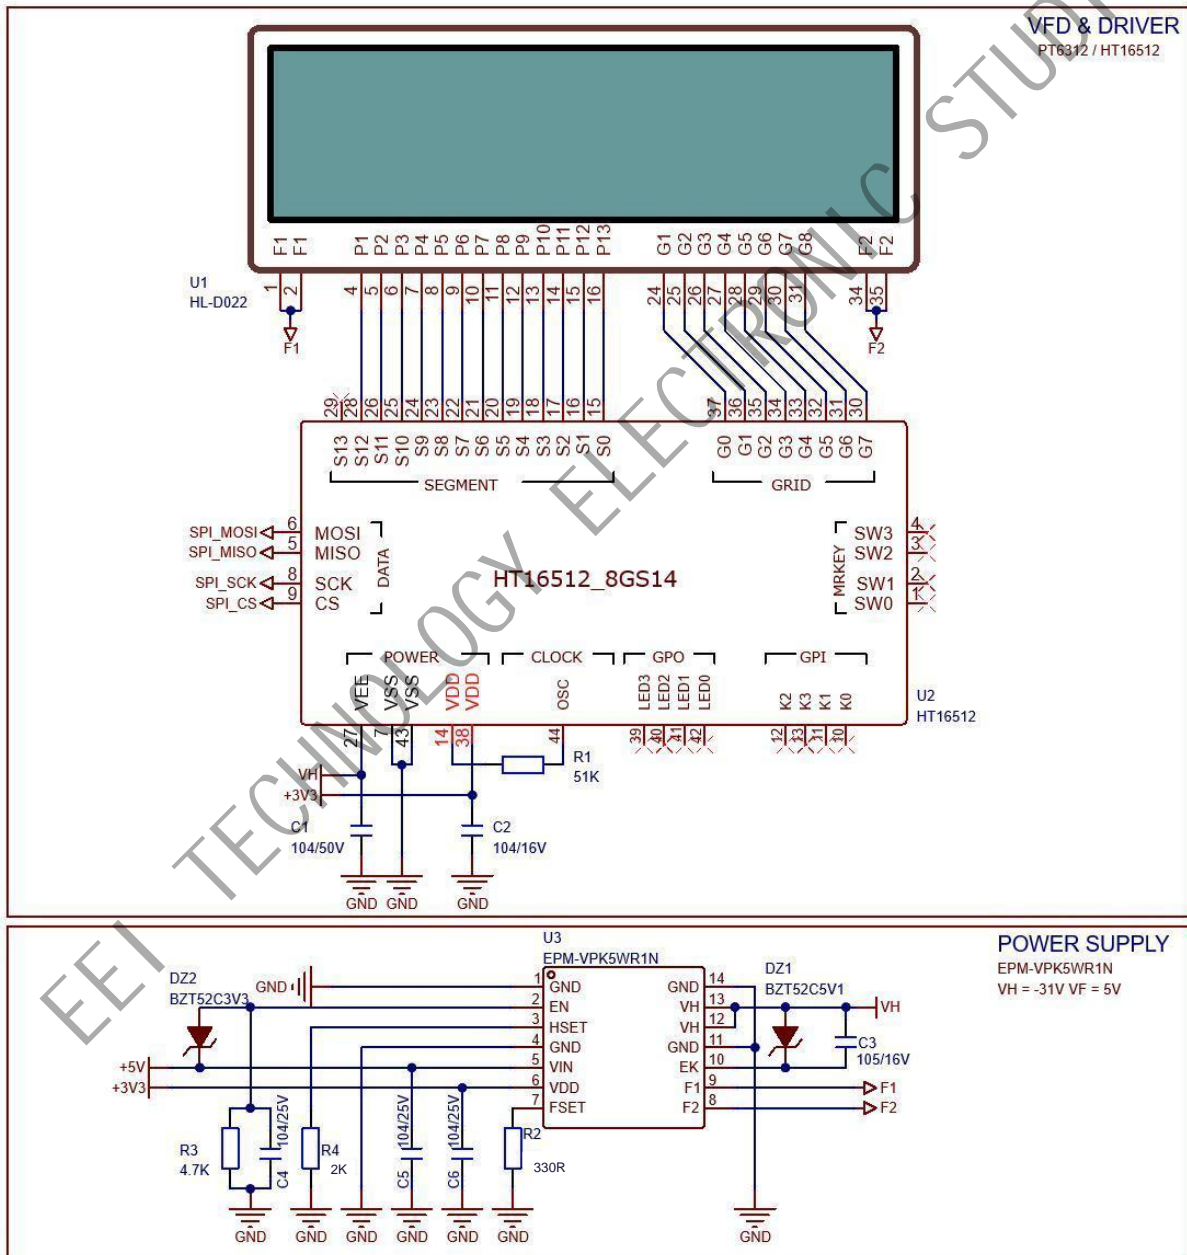 VFD & DRIVER
PT6312 / HT16512
F1 F1 P1 P2 P3 P4 P5 P6 P7 P8 P9 P10 P11 P12 P13 G1 G2 G3 G4 G5 G6 G7 G8 F2 F2
U1
HL-D022
1 2 4 5 6 7 8 9 10 11 12 13 14 15 16 24 25 26 27 28 29 30 31 34 35
F1
F2
29 28 26 25 24 23 22 21 20 19 18 17 16 15 37 36 35 34 33 32 31 30
S13 S12 S11 S10 S9 S8 S7 S6 S5 S4 S3 S2 S1 S0 G0 G1 G2 G3 G4 G5 G6 G7
SEGMENT
GRID
SPI_MOSI 6 MOSI
SPI_MISO 5 MISO
SPI_SCK 8 SCK
SPI_CS 9 CS
DATA
HT16512_8GS14
MRKEY
SW3 4
SW2 3
SW1 2
SW0 1
POWER
CLOCK
GPO
GPI
VEE VSS VSS VDD VDD OSC LED3 LED2 LED1 LED0 K2 K3 K1 K0
27 7 43 14 38 44 39 40 41 42 12 13 11 10
U2
HT16512
R1
51K
VH
+3V3
C1
104/50V
C2
104/16V
GND GND GND
EEI TECHNOLOGY ELECTRONIC STUDI
POWER SUPPLY
EPM-VPK5WR1N
VH = -31V VF = 5V
U3
EPM-VPK5WR1N
DZ2
BZT52C3V3
GND
1 GND
2 EN
3 HSET
4 GND
5 VIN
6 VDD
7 FSET
GND 14
VH 13
VH 12
GND 11
EK 10
F1 9
F2 8
DZ1
BZT52C5V1
VH
C3
105/16V
F1
F2
+5V
+3V3
R3
4.7K
104/25V
C4
R4
2K
104/25V
C5
104/25V
C6
R2
330R
GND GND GND GND GND GND GND